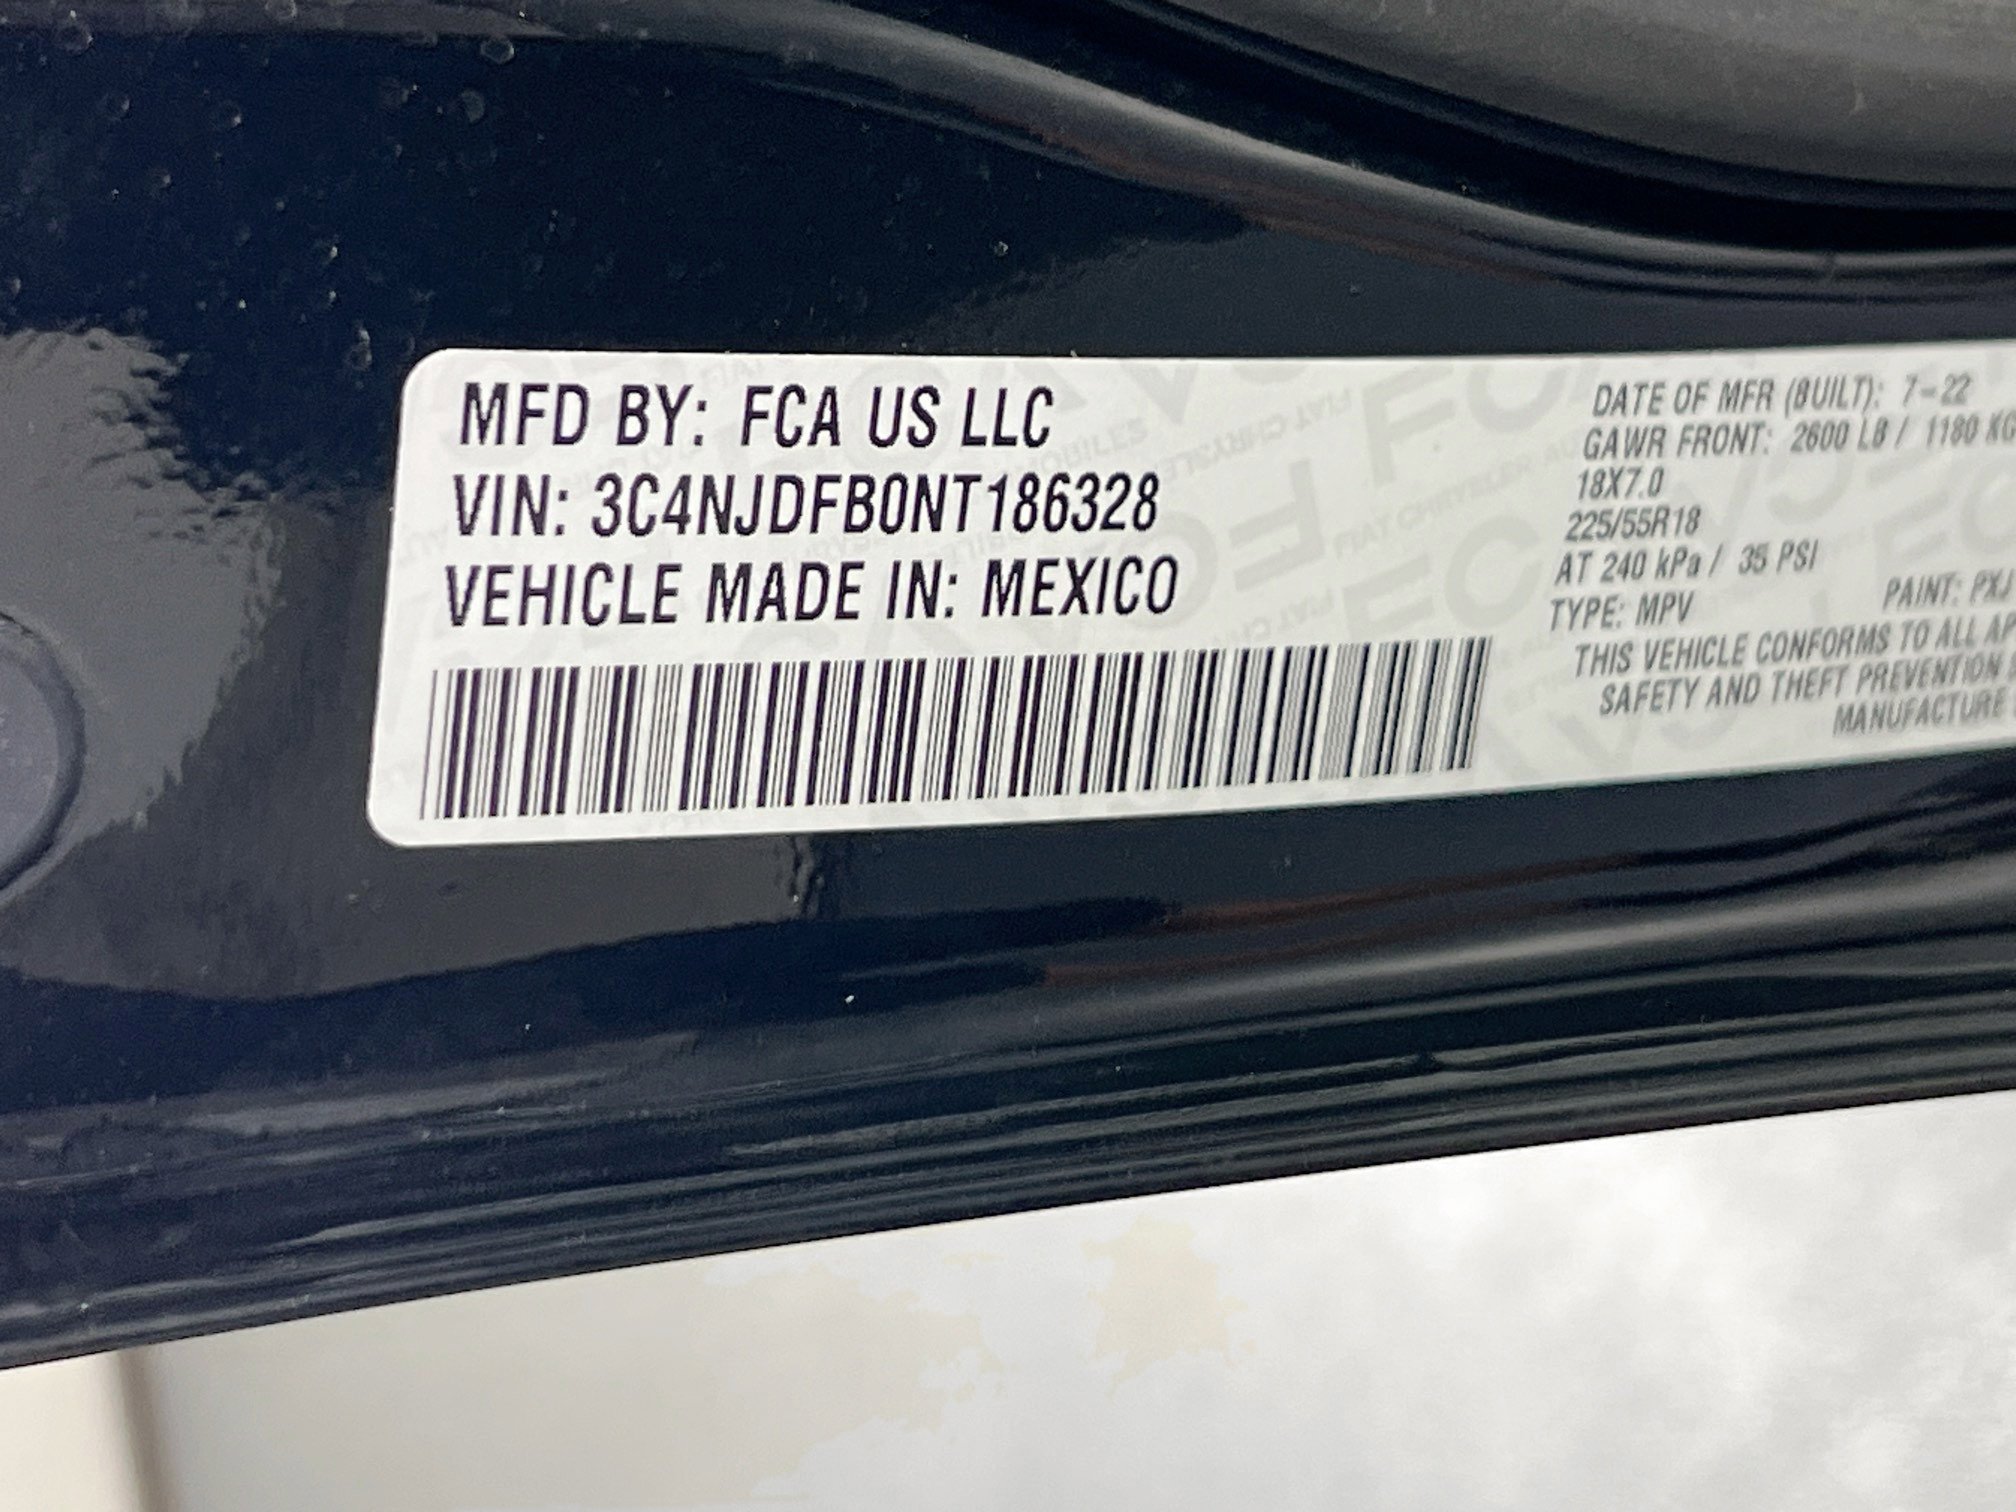 MFD BY: FCA US LLC
VIN: 3C4NJDFB0NT186328
VEHICLE MADE IN: MEXICO
DATE OF MFR (BUILT): 7-22
GAWR FRONT: 2600 LB / 1180 KG
18X7.0
225/55R18
AT 240 kPa / 35 PSI
TYPE: MPV PAINT: PXJ
THIS VEHICLE CONFORMS TO ALL AP
SAFETY AND THEFT PREVENTION
MANUFACTURE